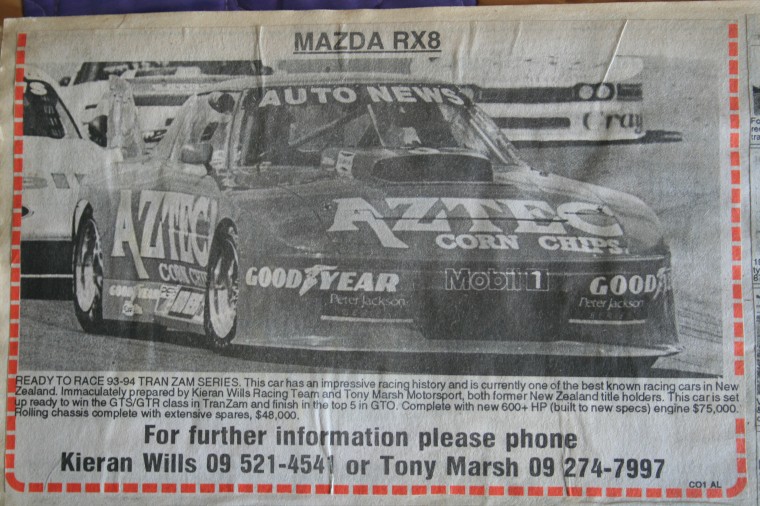 MAZDA RX8
AUTO NEWS
Cray
AZTEC
CORN CHIPS
AZTEC
CORN CHIPS
GOODYEAR
Peter Jackson
Mobil 1
GOOD
Peter Jackson
GOODYEAR
READY TO RACE 93-94 TRAN ZAM SERIES. This car has an impressive racing history and is currently one of the best known racing cars in New
Zealand. Immaculately prepared by Kieran Wills Racing Team and Tony Marsh Motorsport, both former New Zealand title holders. This car is set
up ready to win the GTS/GTR class in TranZam and finish in the top 5 in GTO. Complete with new 600+ HP (built to new specs) engine $75,000.
Rolling chassis complete with extensive spares, $48,000.
For further information please phone
Kieran Wills 09 521-4541 or Tony Marsh 09 274-7997
CO1 AL